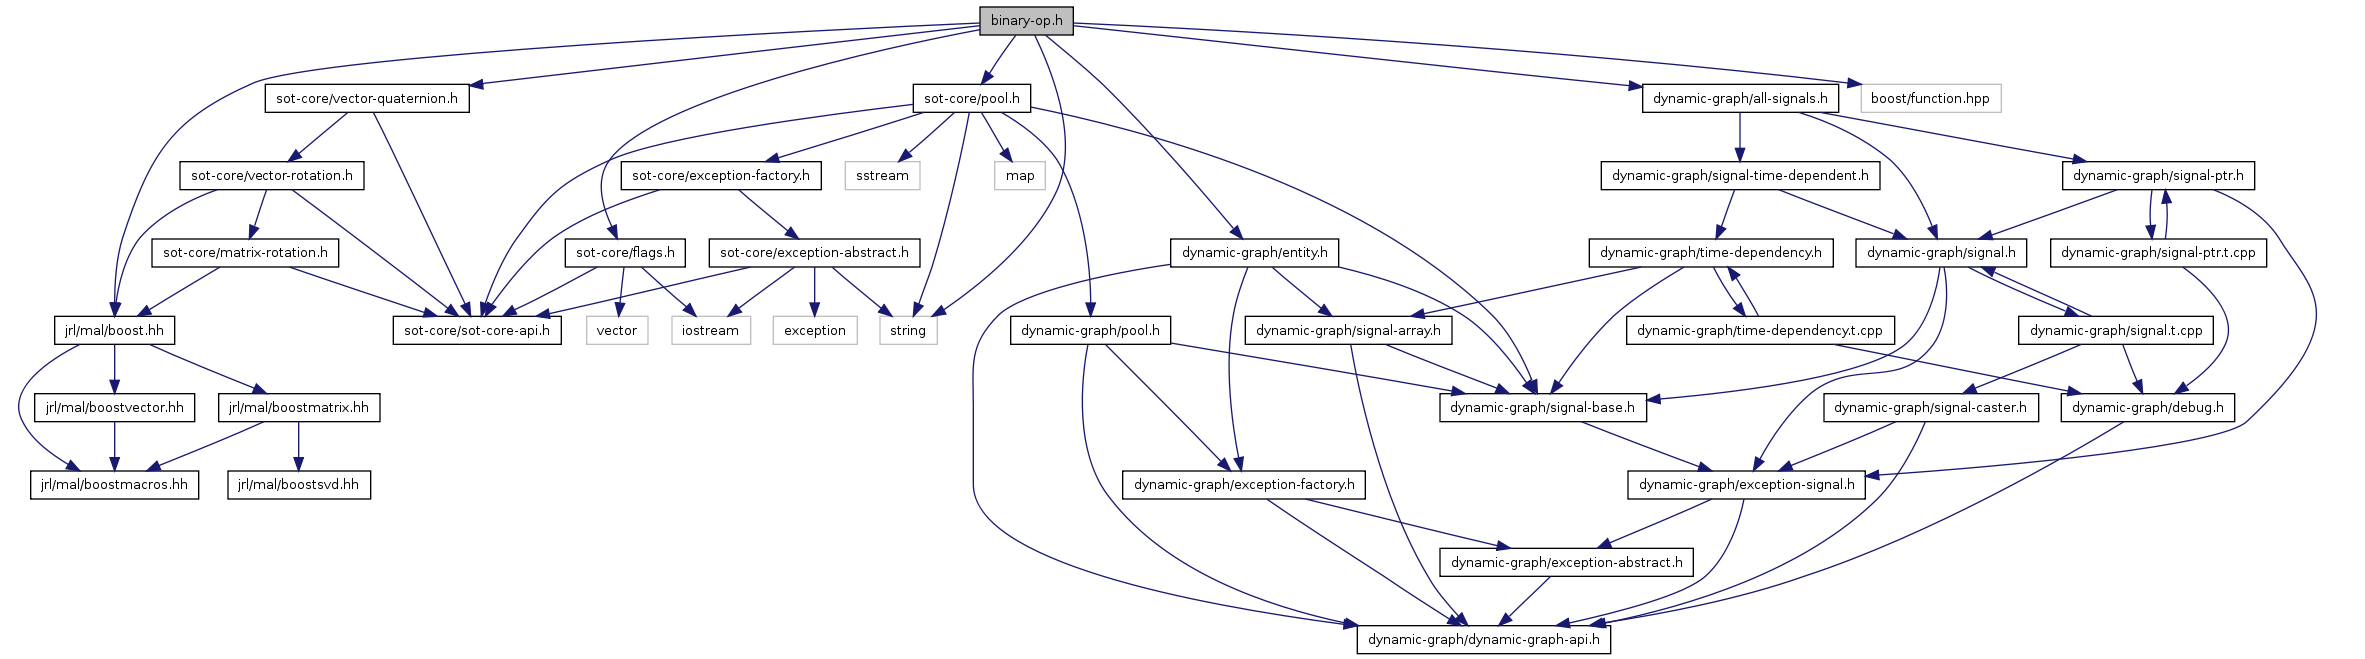 binary-op.h
sot-core/vector-quaternion.h
sot-core/pool.h
dynamic-graph/all-signals.h
boost/function.hpp
sot-core/vector-rotation.h
sot-core/exception-factory.h
sstream
map
dynamic-graph/signal-time-dependent.h
dynamic-graph/signal-ptr.h
sot-core/matrix-rotation.h
sot-core/flags.h
sot-core/exception-abstract.h
dynamic-graph/entity.h
dynamic-graph/time-dependency.h
dynamic-graph/signal.h
dynamic-graph/signal-ptr.t.cpp
jrl/mal/boost.hh
sot-core/sot-core-api.h
vector
iostream
exception
string
dynamic-graph/pool.h
dynamic-graph/signal-array.h
dynamic-graph/time-dependency.t.cpp
dynamic-graph/signal.t.cpp
jrl/mal/boostvector.hh
jrl/mal/boostmatrix.hh
dynamic-graph/signal-base.h
dynamic-graph/signal-caster.h
dynamic-graph/debug.h
jrl/mal/boostmacros.hh
jrl/mal/boostsvd.hh
dynamic-graph/exception-factory.h
dynamic-graph/exception-signal.h
dynamic-graph/exception-abstract.h
dynamic-graph/dynamic-graph-api.h